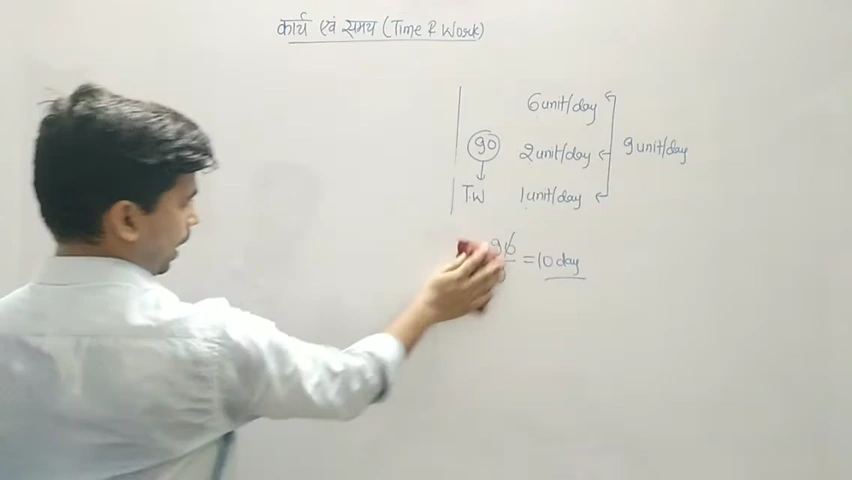 कार्य एवं समय (Time & Work)
6 unit/day
90 2 unit/day 9 unit/day
TW 1 unit/day
90 = 10 day